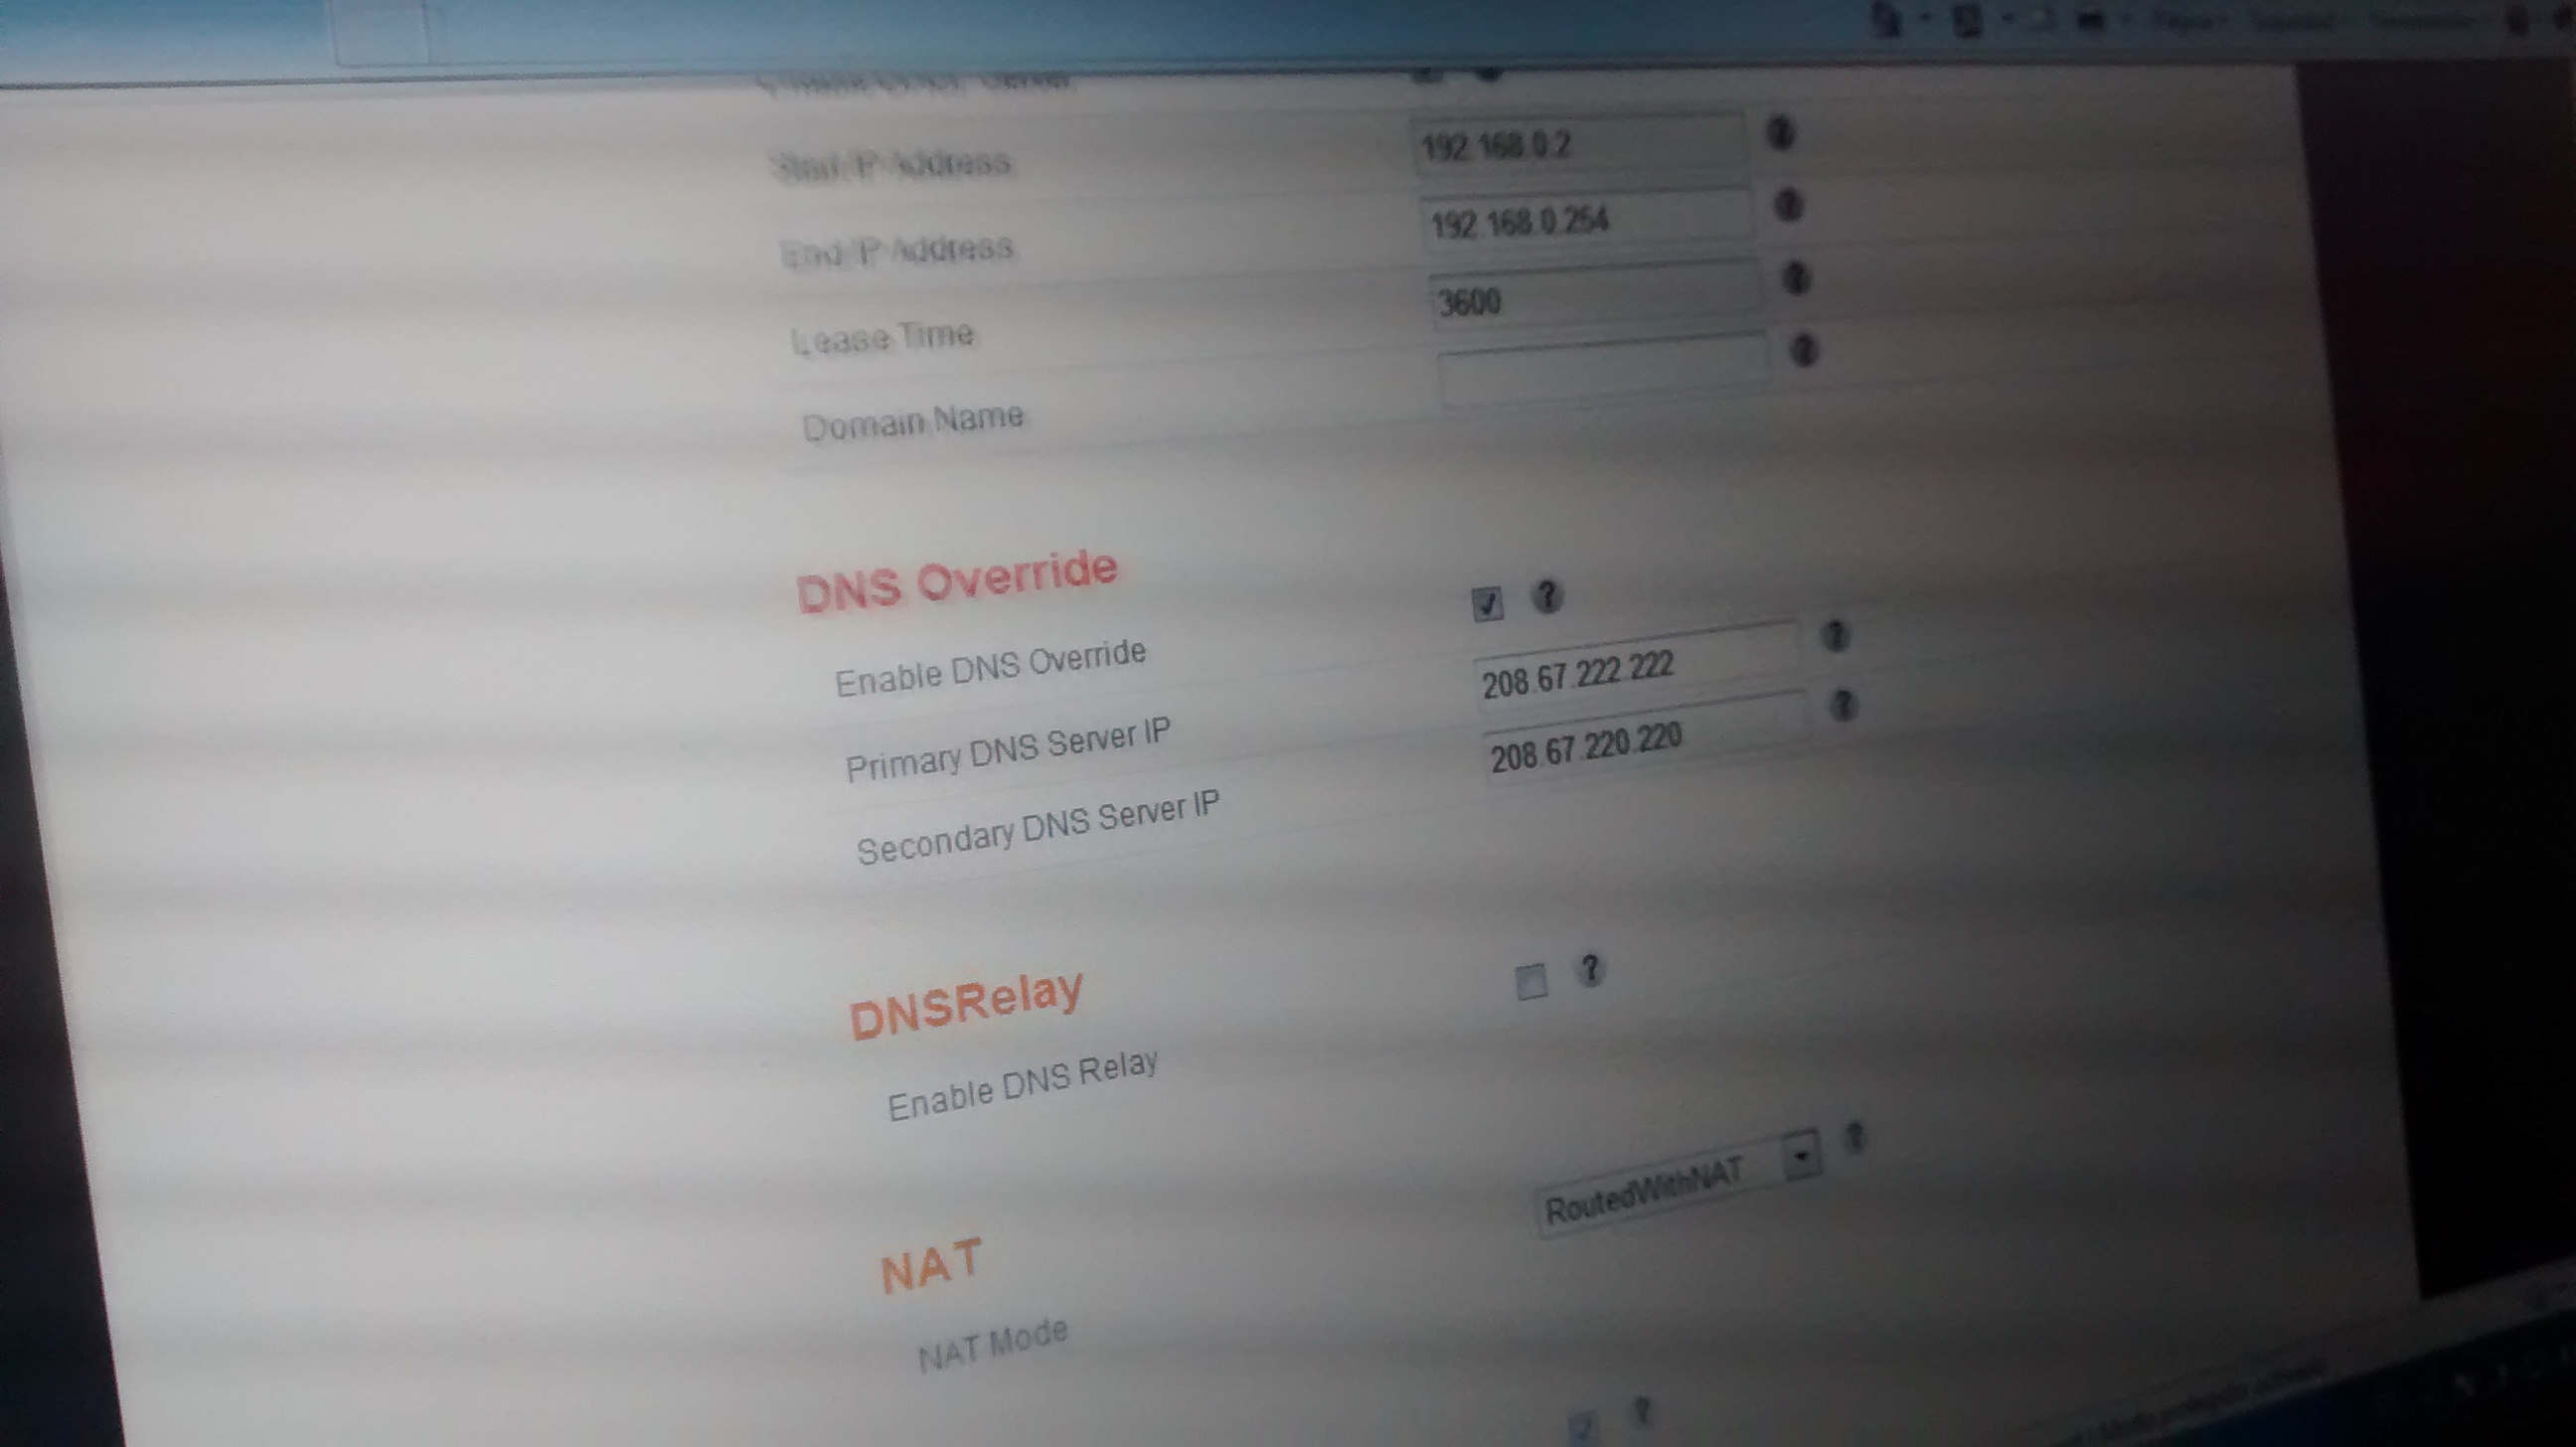 Start IP Address 192.168.0.2
End IP Address 192.168.0.254
Lease Time 3600
Domain Name
DNS Override
Enable DNS Override ?
Primary DNS Server IP 208.67.222.222 ?
Secondary DNS Server IP 208.67.220.220 ?
DNSRelay
Enable DNS Relay ?
NAT
NAT Mode RoutedWithNAT ?
?